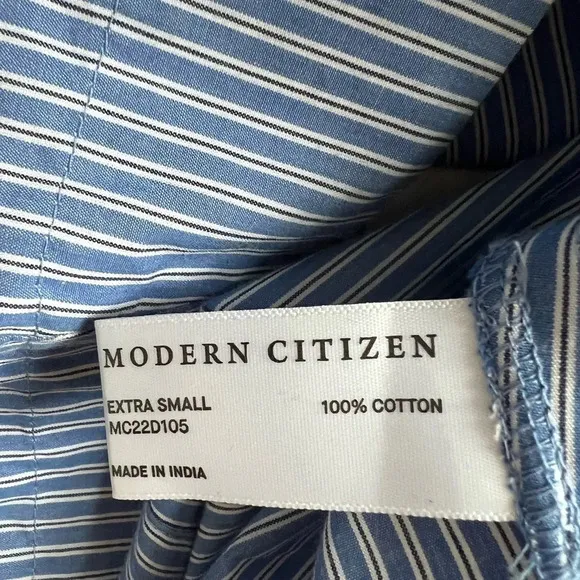 MODERN CITIZEN
EXTRA SMALL 100% COTTON
MC22D105
MADE IN INDIA